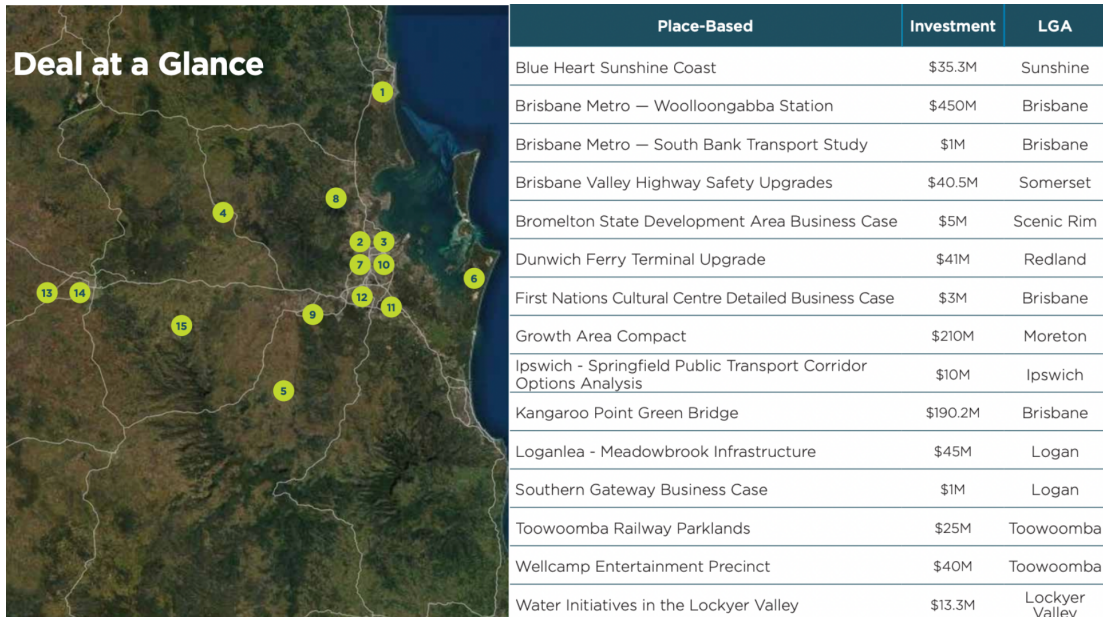 Deal at a Glance
1
8
4
2 3
7 10
6
13 14
12
11
9
15
5
Place-Based Investment LGA
Blue Heart Sunshine Coast $35.3M Sunshine
Brisbane Metro — Woolloongabba Station $450M Brisbane
Brisbane Metro — South Bank Transport Study $1M Brisbane
Brisbane Valley Highway Safety Upgrades $40.5M Somerset
Bromelton State Development Area Business Case $5M Scenic Rim
Dunwich Ferry Terminal Upgrade $41M Redland
First Nations Cultural Centre Detailed Business Case $3M Brisbane
Growth Area Compact $210M Moreton
Ipswich - Springfield Public Transport Corridor
Options Analysis $10M Ipswich
Kangaroo Point Green Bridge $190.2M Brisbane
Loganlea - Meadowbrook Infrastructure $45M Logan
Southern Gateway Business Case $1M Logan
Toowoomba Railway Parklands $25M Toowoomba
Wellcamp Entertainment Precinct $40M Toowoomba
Water Initiatives in the Lockyer Valley $13.3M Lockyer
Valley